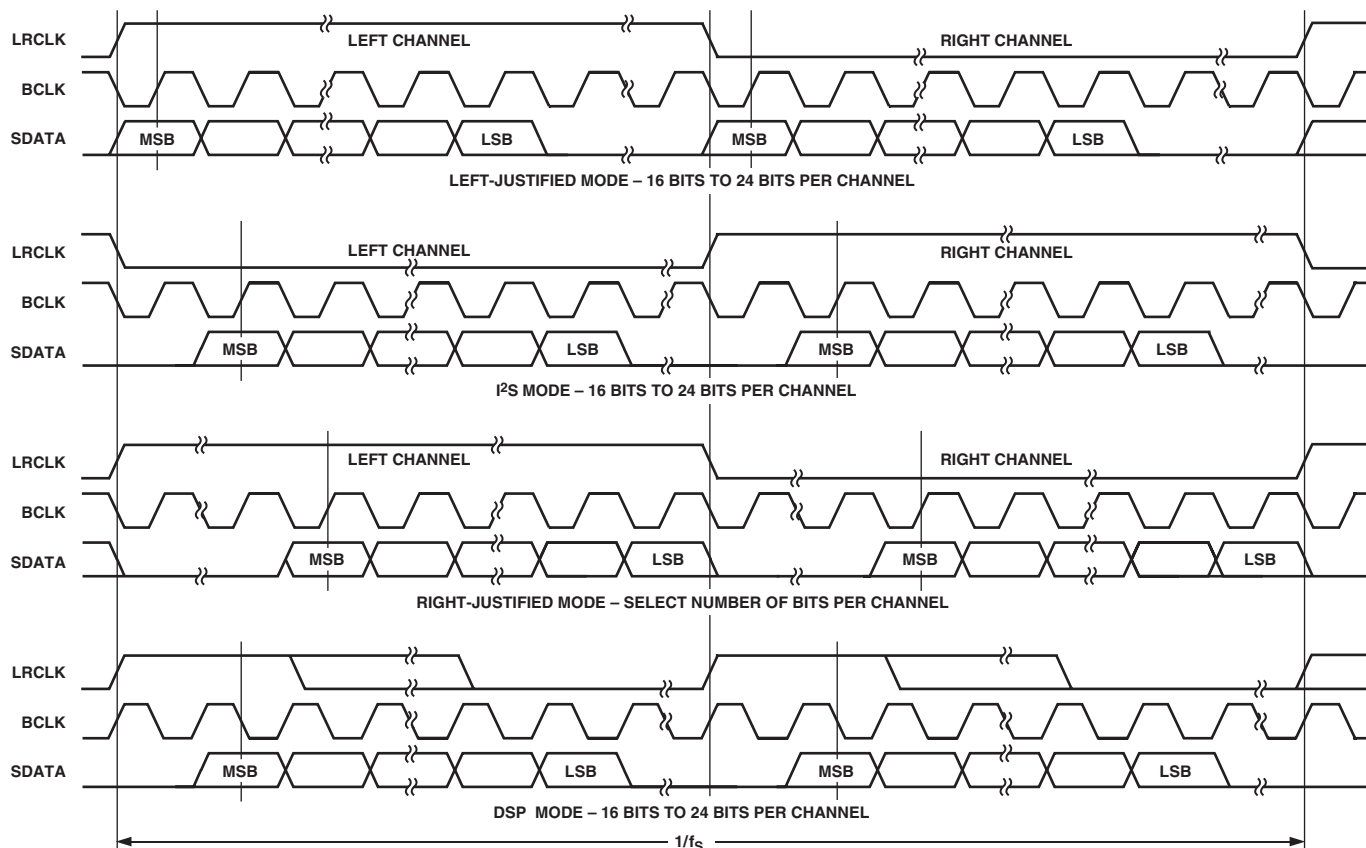 LRCLK LEFT CHANNEL RIGHT CHANNEL
BCLK
SDATA MSB LSB MSB LSB
LEFT-JUSTIFIED MODE – 16 BITS TO 24 BITS PER CHANNEL
LRCLK LEFT CHANNEL RIGHT CHANNEL
BCLK
SDATA MSB LSB MSB LSB
I²S MODE – 16 BITS TO 24 BITS PER CHANNEL
LRCLK LEFT CHANNEL RIGHT CHANNEL
BCLK
SDATA MSB LSB MSB LSB
RIGHT-JUSTIFIED MODE – SELECT NUMBER OF BITS PER CHANNEL
LRCLK
BCLK
SDATA MSB LSB MSB LSB
DSP MODE – 16 BITS TO 24 BITS PER CHANNEL
1/fS